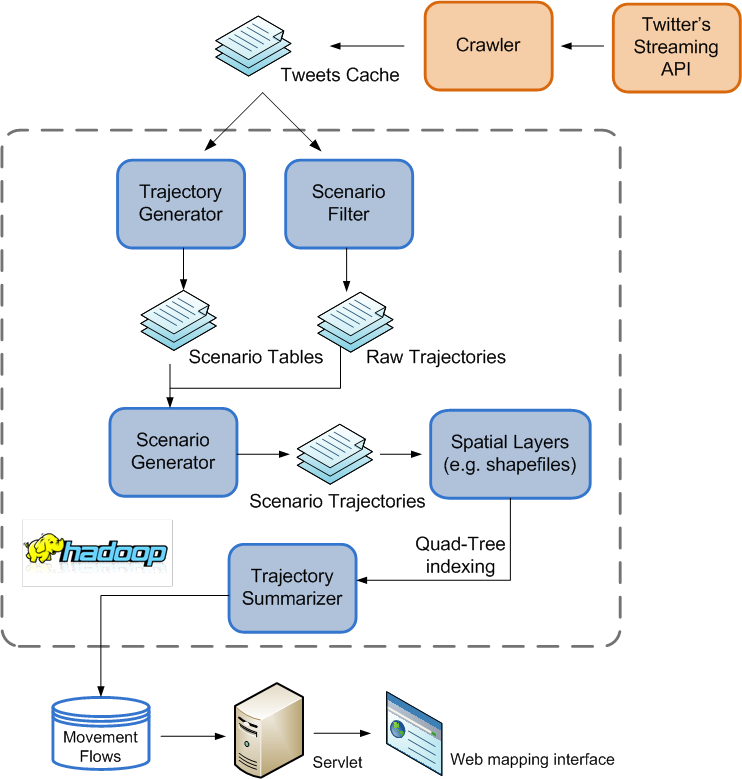 Twitter's
Streaming
API
Crawler
Tweets Cache
Trajectory
Generator
Scenario
Filter
Scenario Tables
Raw Trajectories
Scenario
Generator
Scenario Trajectories
Spatial Layers
(e.g. shapefiles)
Quad-Tree
indexing
hadoop
Trajectory
Summarizer
Movement
Flows
Servlet
Web mapping interface